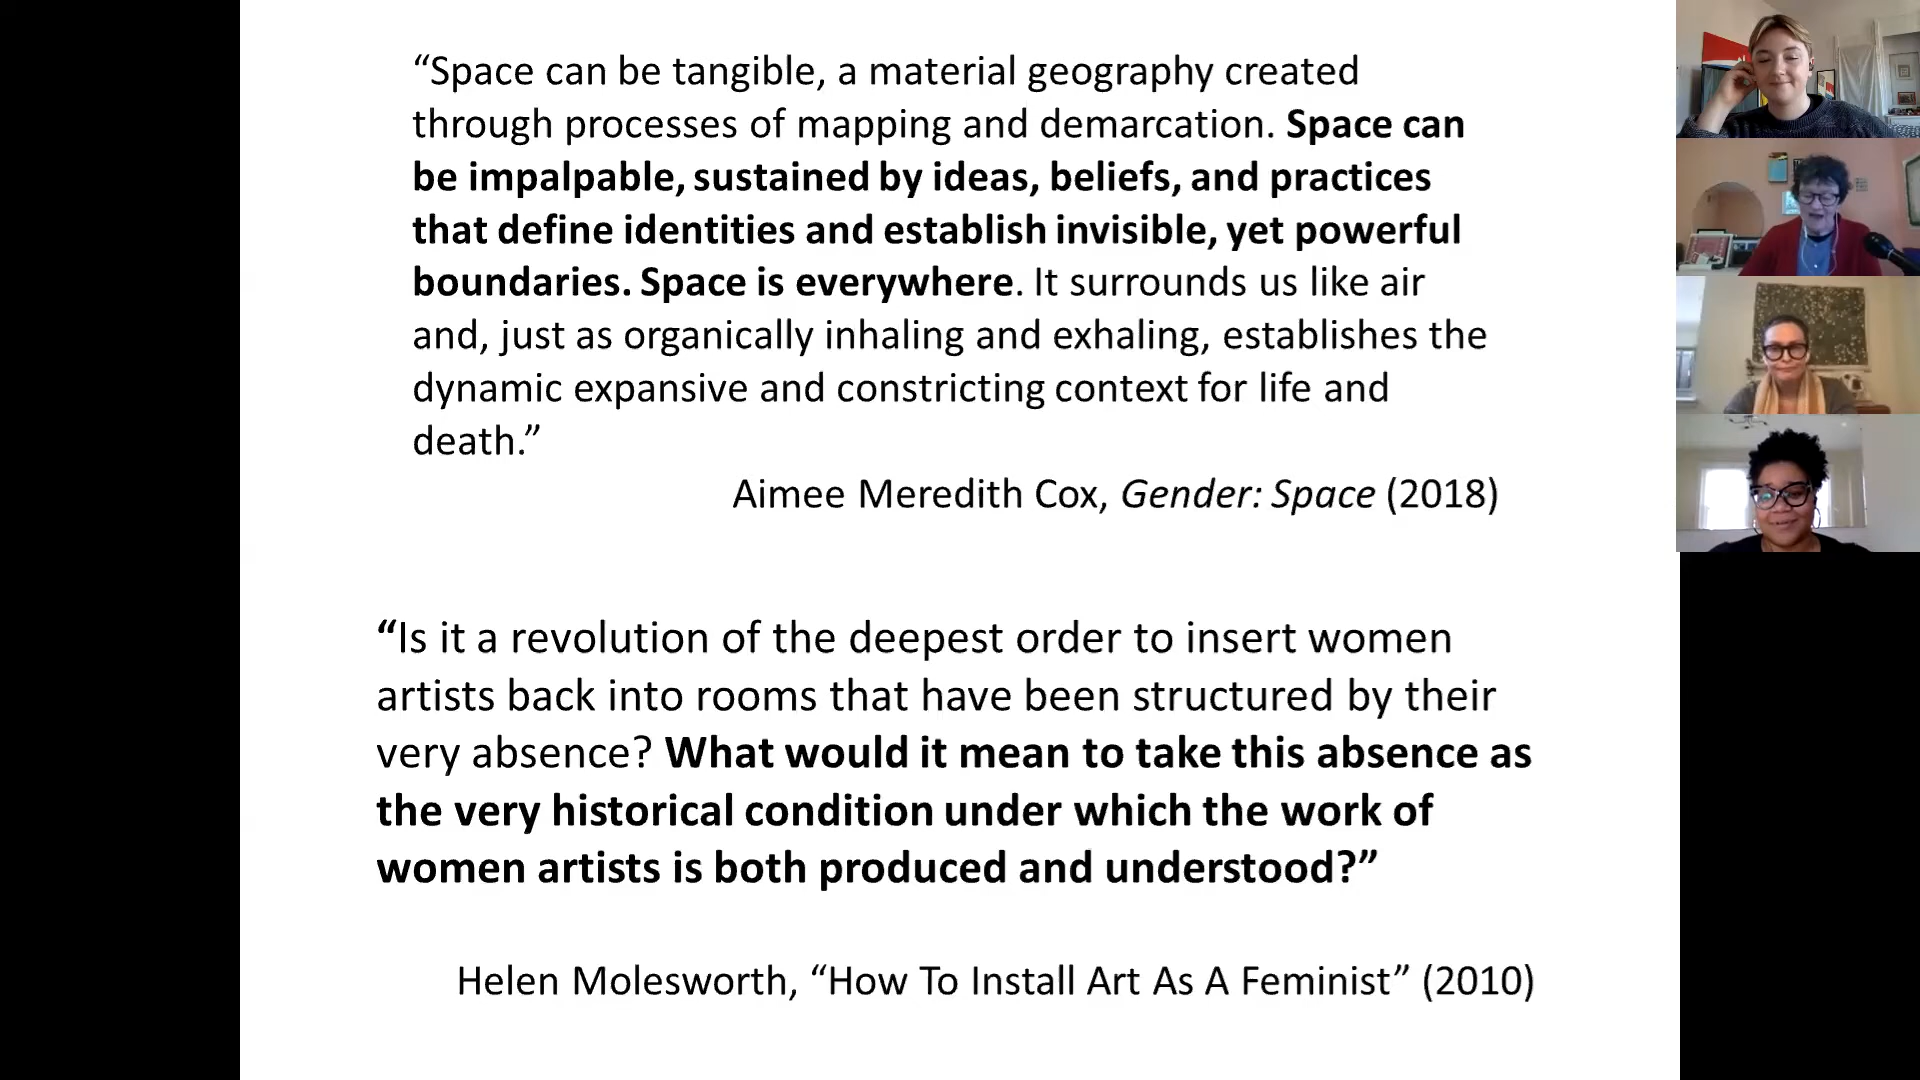 “Space can be tangible, a material geography created
through processes of mapping and demarcation. Space can
be impalpable, sustained by ideas, beliefs, and practices
that define identities and establish invisible, yet powerful
boundaries. Space is everywhere. It surrounds us like air
and, just as organically inhaling and exhaling, establishes the
dynamic expansive and constricting context for life and
death.”
Aimee Meredith Cox, Gender: Space (2018)
“Is it a revolution of the deepest order to insert women
artists back into rooms that have been structured by their
very absence? What would it mean to take this absence as
the very historical condition under which the work of
women artists is both produced and understood?”
Helen Molesworth, “How To Install Art As A Feminist” (2010)